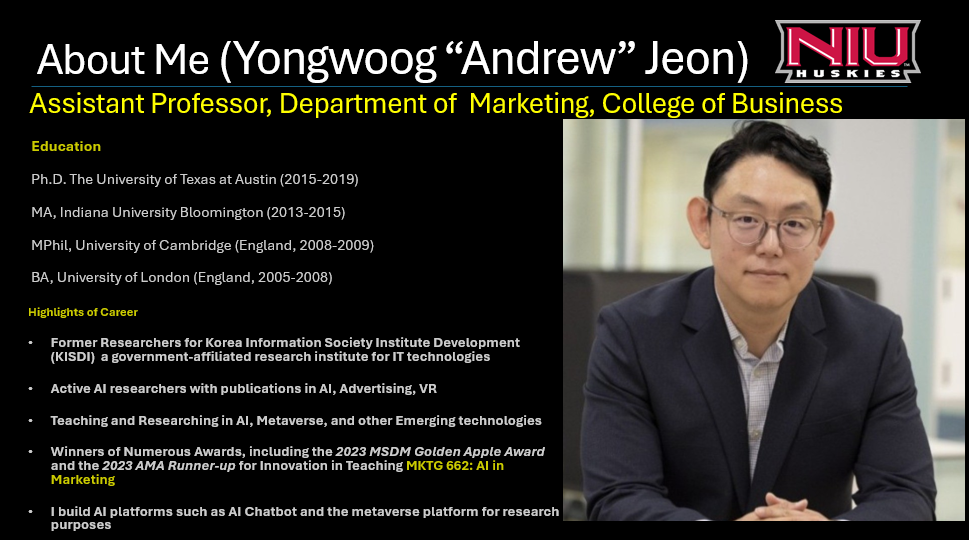 About Me (Yongwoog “Andrew” Jeon)
NIU
HUSKIES
Assistant Professor, Department of  Marketing, College of Business
Education
Ph.D. The University of Texas at Austin (2015-2019)
MA, Indiana University Bloomington (2013-2015)
MPhil, University of Cambridge (England, 2008-2009)
BA, University of London (England, 2005-2008)
Highlights of Career
• Former Researchers for Korea Information Society Institute Development
(KISDI)  a government-affiliated research institute for IT technologies
• Active AI researchers with publications in AI, Advertising, VR
• Teaching and Researching in AI, Metaverse, and other Emerging technologies
• Winners of Numerous Awards, including the 2023 MSDM Golden Apple Award
and the 2023 AMA Runner-up for Innovation in Teaching MKTG 662: AI in
Marketing
• I build AI platforms such as AI Chatbot and the metaverse platform for research
purposes